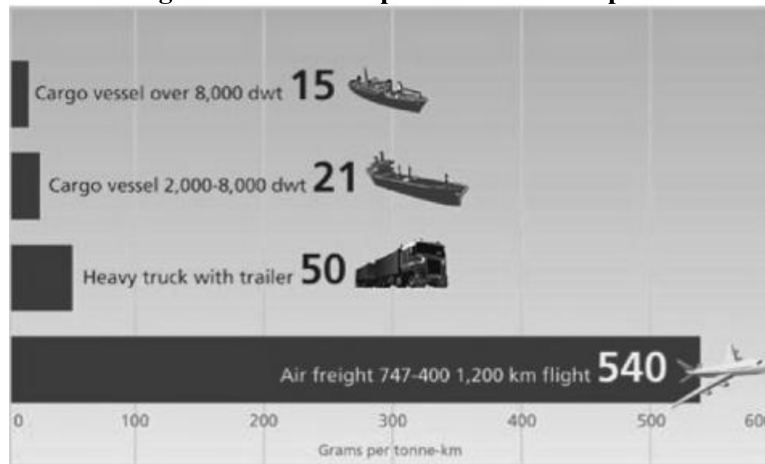 Cargo vessel over 8,000 dwt 15
Cargo vessel 2,000-8,000 dwt 21
Heavy truck with trailer 50
Air freight 747-400 1,200 km flight 540
0 100 200 300 400 500 600
Grams per tonne-km